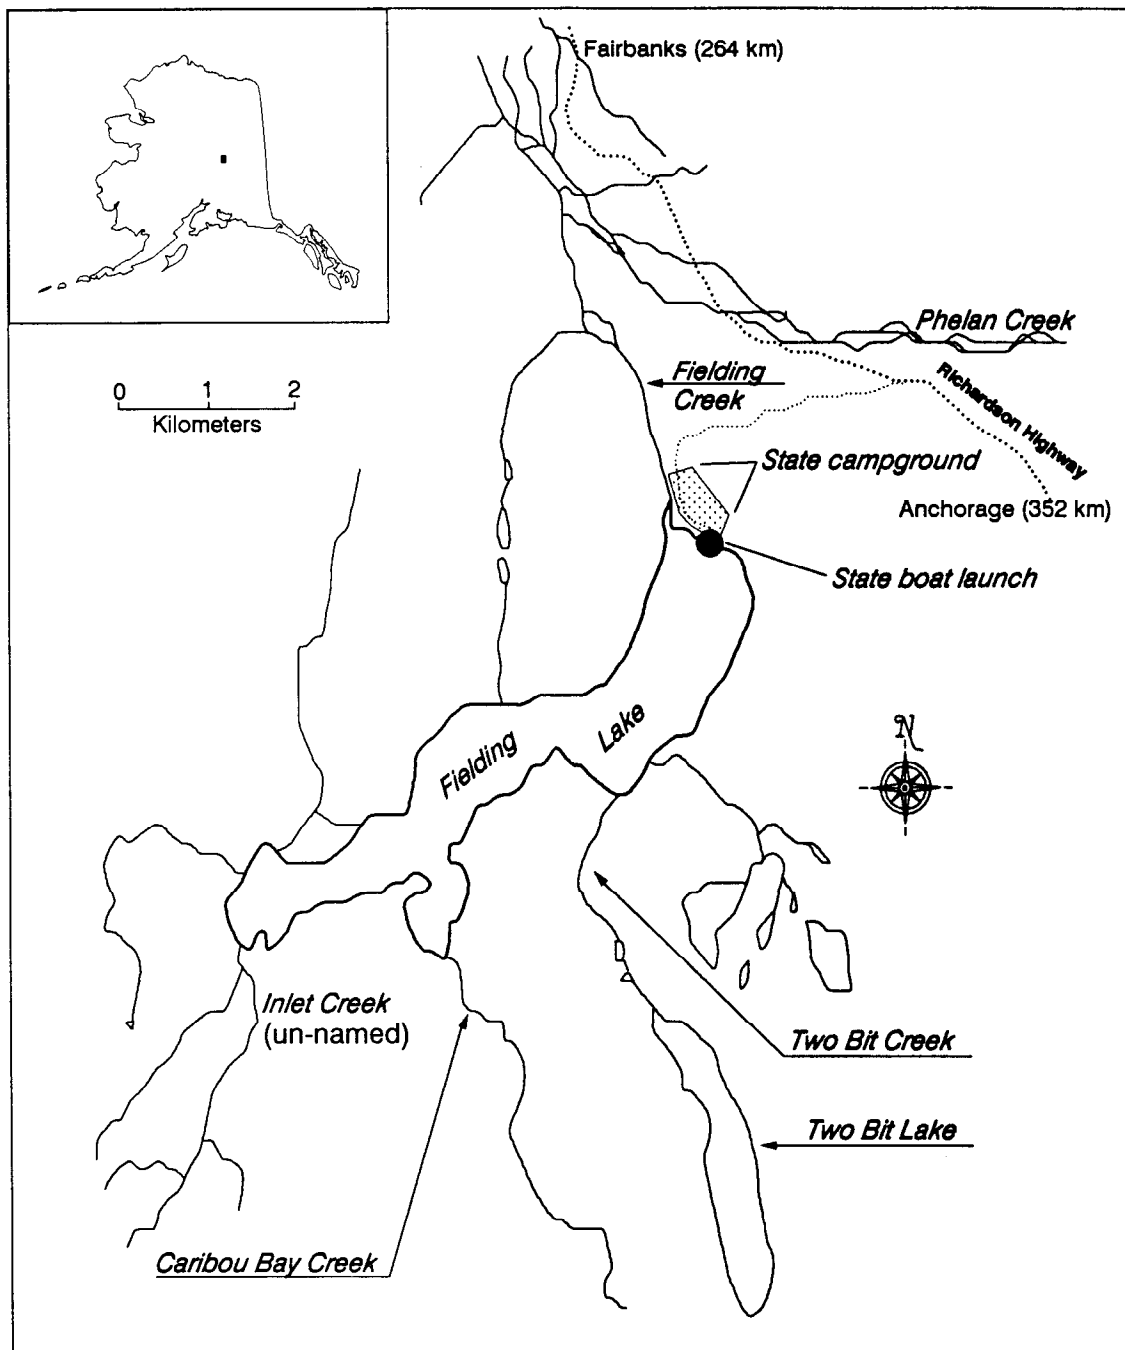 Fairbanks (264 km)
Phelan Creek
0 1 2
Kilometers
Fielding
Creek
Richardson Highway
State campground
Anchorage (352 km)
State boat launch
Fielding
Lake
N
Inlet Creek
(un-named)
Two Bit Creek
Two Bit Lake
Caribou Bay Creek